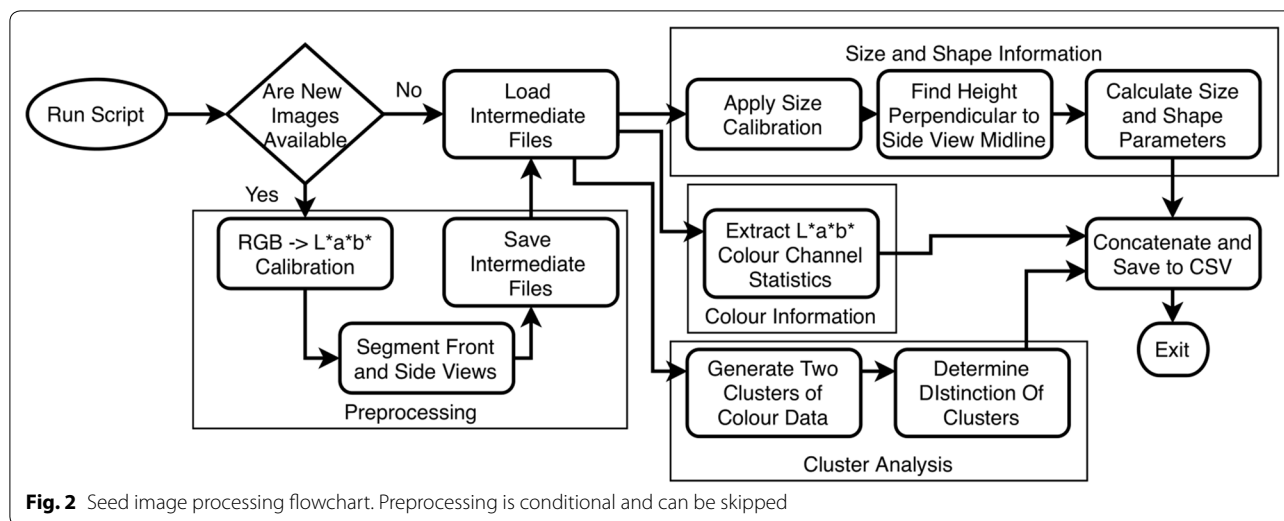 Run Script
Are New
Images
Available
No
Yes
Load
Intermediate
Files
RGB -> L*a*b*
Calibration
Segment Front
and Side Views
Save
Intermediate
Files
Preprocessing
Size and Shape Information
Apply Size
Calibration
Find Height
Perpendicular to
Side View Midline
Calculate Size
and Shape
Parameters
Extract L*a*b*
Colour Channel
Statistics
Colour Information
Generate Two
Clusters of
Colour Data
Determine
DIstinction Of
Clusters
Cluster Analysis
Concatenate and
Save to CSV
Exit
Fig. 2 Seed image processing flowchart. Preprocessing is conditional and can be skipped